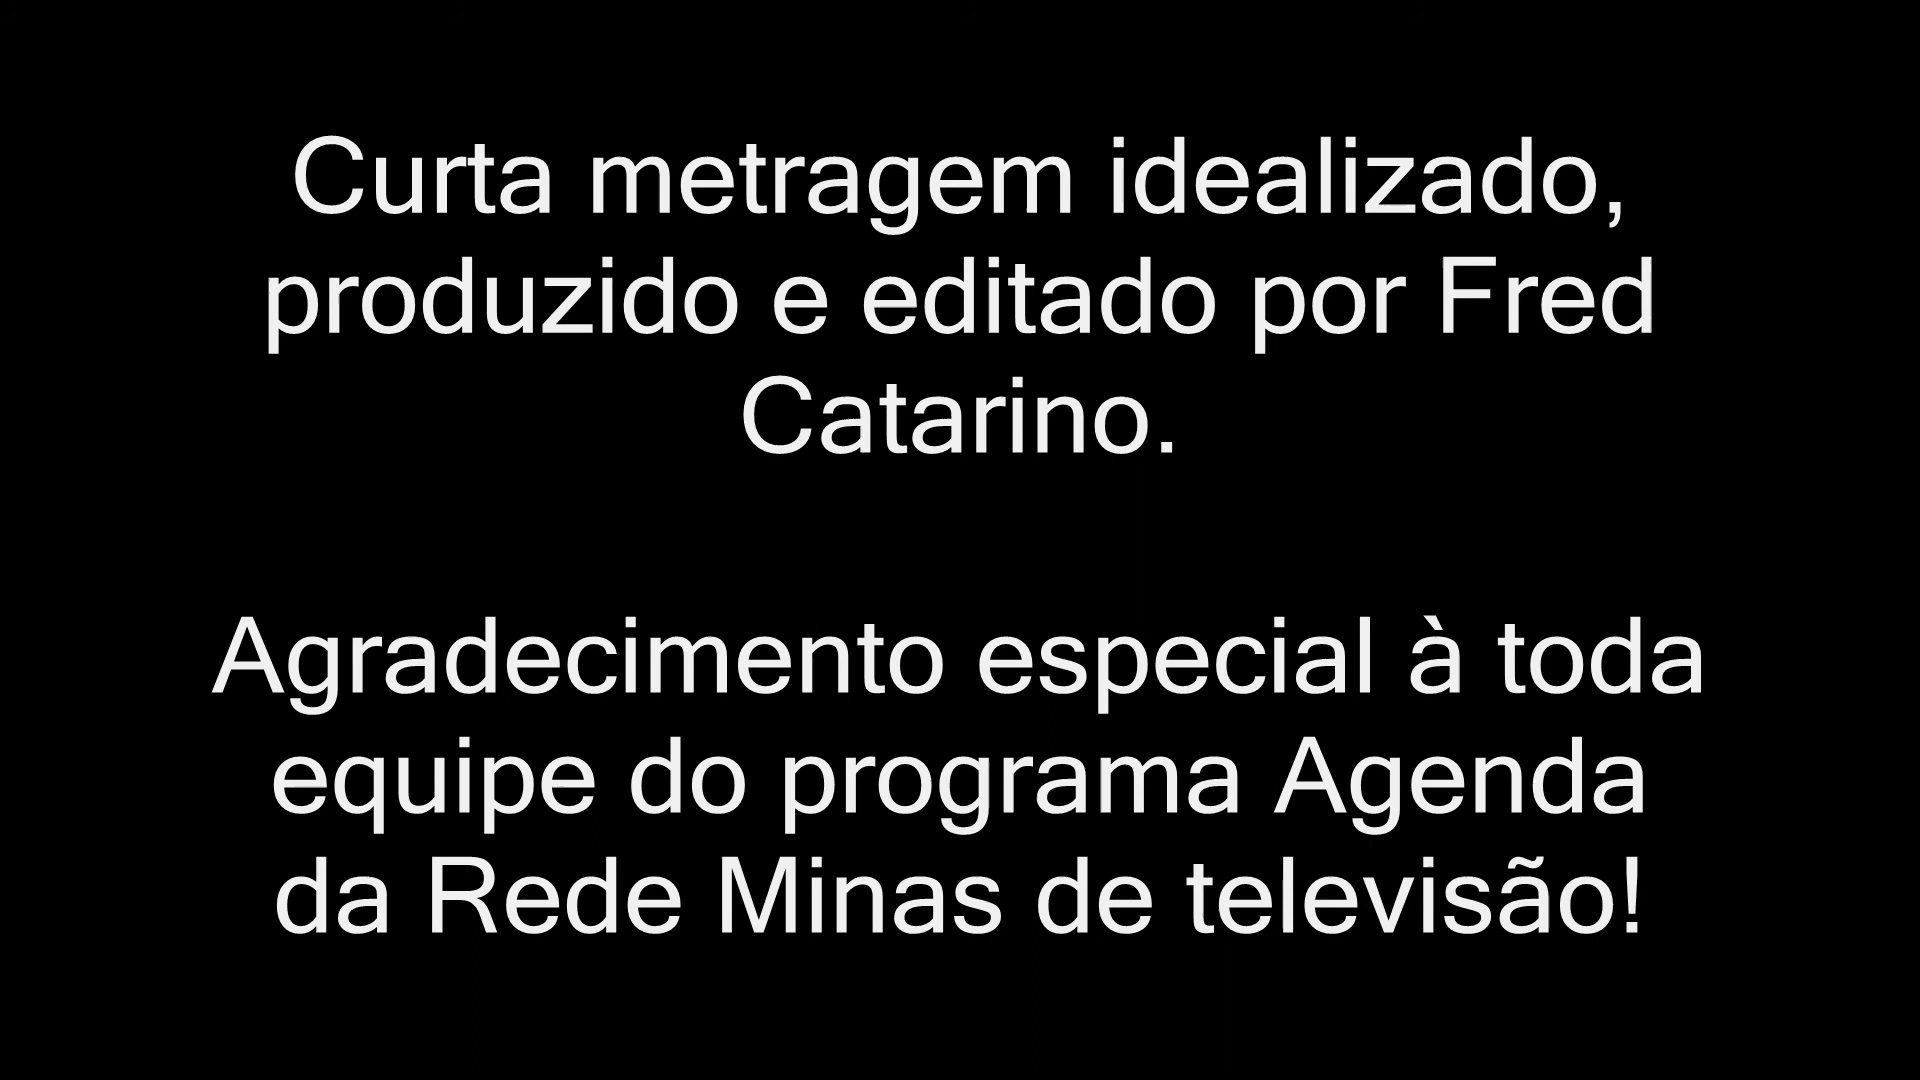 Curta metragem idealizado,
produzido e editado por Fred
Catarino.
Agradecimento especial à toda
equipe do programa Agenda
da Rede Minas de televisão!